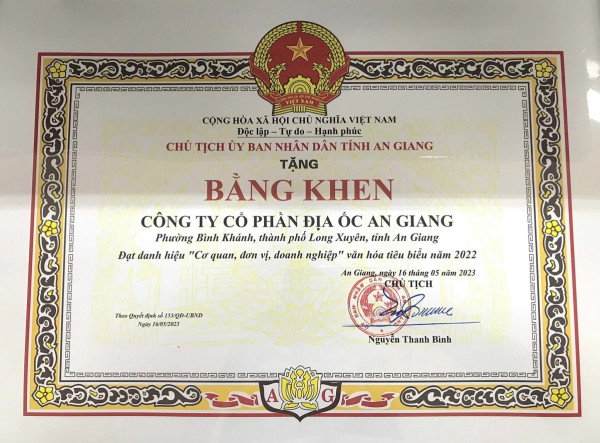 VIỆT NAM
CỘNG HÒA XÃ HỘI CHỦ NGHĨA VIỆT NAM
Độc lập – Tự do – Hạnh phúc
CHỦ TỊCH ỦY BAN NHÂN DÂN TỈNH AN GIANG
TẶNG
BẰNG KHEN
CÔNG TY CỔ PHẦN ĐỊA ỐC AN GIANG
Phường Bình Khánh, thành phố Long Xuyên, tỉnh An Giang
Đạt danh hiệu "Cơ quan, đơn vị, doanh nghiệp" văn hóa tiêu biểu năm 2022
An Giang, ngày 16 tháng 05 năm 2023
CHỦ TỊCH
Theo Quyết định số 153/QĐ-UBND
Ngày 16/05/2023
Nguyễn Thanh Bình
A G